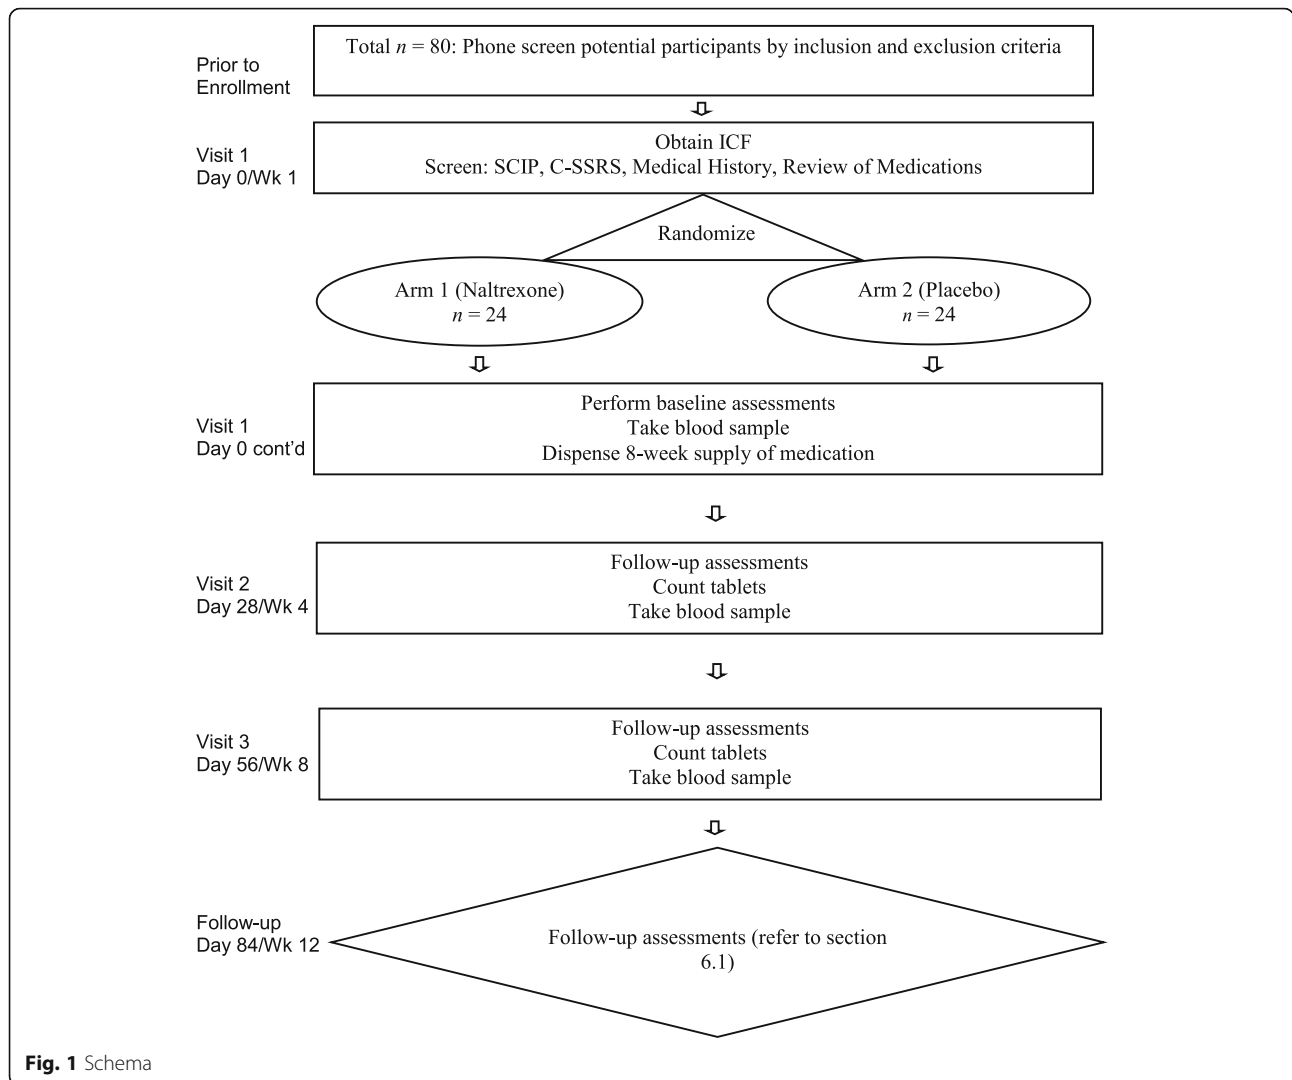 Total n = 80: Phone screen potential participants by inclusion and exclusion criteria
Prior to
Enrollment
Obtain ICF
Screen: SCIP, C-SSRS, Medical History, Review of Medications
Visit 1
Day 0/Wk 1
Randomize
Arm 1 (Naltrexone)
n = 24
Arm 2 (Placebo)
n = 24
Perform baseline assessments
Take blood sample
Dispense 8-week supply of medication
Visit 1
Day 0 cont'd
Follow-up assessments
Count tablets
Take blood sample
Visit 2
Day 28/Wk 4
Follow-up assessments
Count tablets
Take blood sample
Visit 3
Day 56/Wk 8
Follow-up
Day 84/Wk 12
Follow-up assessments (refer to section
6.1)
Fig. 1 Schema